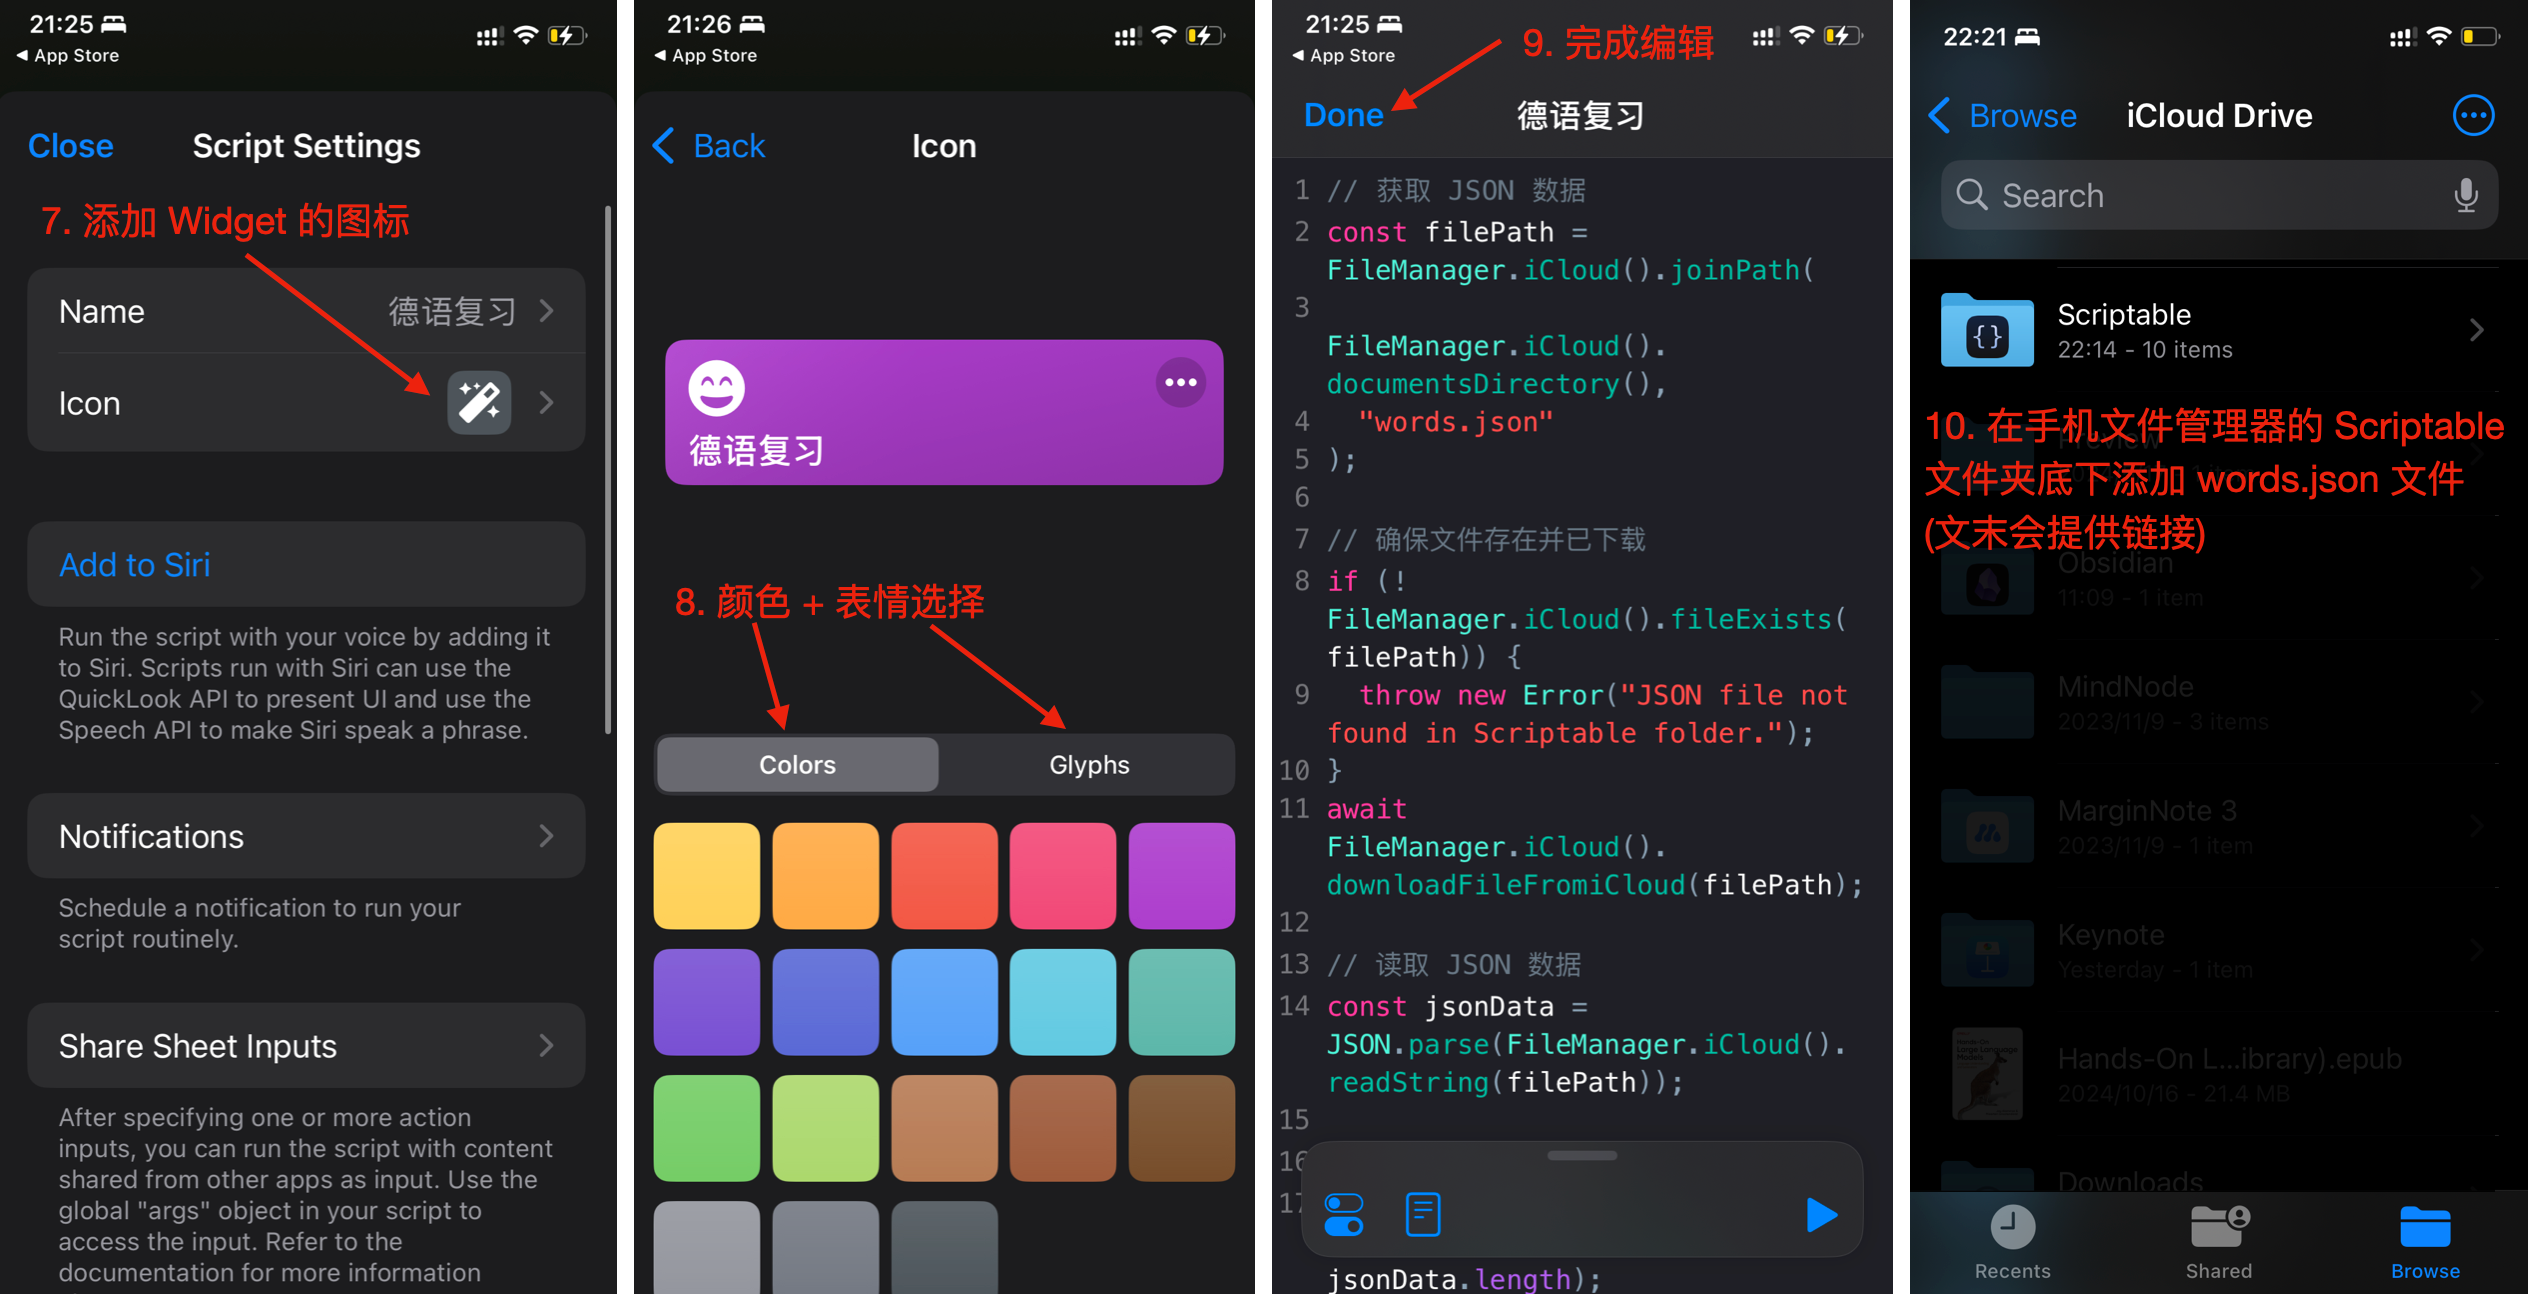 21:25
◀ App Store
Close
Script Settings
7. 添加 Widget 的图标
Name
德语复习
Icon
Add to Siri
Run the script with your voice by adding it
to Siri. Scripts run with Siri can use the
QuickLook API to present UI and use the
Speech API to make Siri speak a phrase.
Notifications
Schedule a notification to run your
script routinely.
Share Sheet Inputs
After specifying one or more action
inputs, you can run the script with content
shared from other apps as input. Use the
global "args" object in your script to
access the input. Refer to the
documentation for more information
21:26
◀ App Store
Back
Icon
德语复习
8. 颜色 + 表情选择
Colors
Glyphs
21:25
◀ App Store
9. 完成编辑
Done
德语复习
1 // 获取 JSON 数据
2 const filePath =
FileManager.iCloud().joinPath(
3
FileManager.iCloud().
documentsDirectory(),
4 "words.json"
5 );
6
7 // 确保文件存在并已下载
8 if (!
FileManager.iCloud().fileExists(
filePath)) {
9 throw new Error("JSON file not
found in Scriptable folder.");
10 }
11 await
FileManager.iCloud().
downloadFileFromiCloud(filePath);
12
13 // 读取 JSON 数据
14 const jsonData =
JSON.parse(FileManager.iCloud().
readString(filePath));
15
16
17
jsonData.length);
22:21
Browse
iCloud Drive
Search
Scriptable
22:14 - 10 items
10. 在手机文件管理器的 Scriptable
文件夹底下添加 words.json 文件
(文末会提供链接)
Preview
Obsidian
11:09 - 1 item
MindNode
2023/11/9 - 3 items
MarginNote 3
2023/11/9 - 1 item
Keynote
Yesterday - 1 item
Hands-On L...ibrary).epub
2024/10/16 - 21.4 MB
Downloads
Recents
Shared
Browse